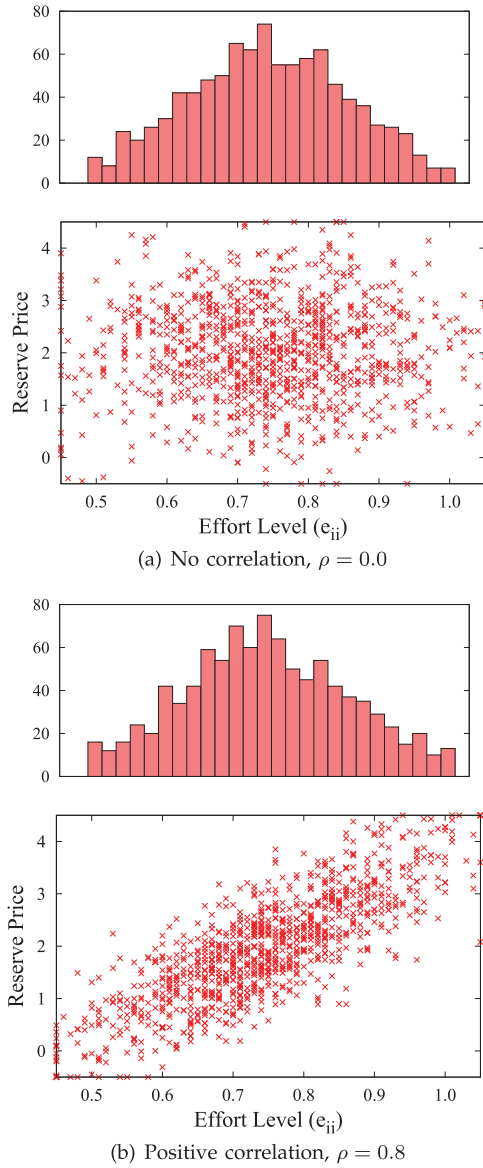 80
60
40
20
0
4
3
2
1
0
Reserve Price
0.5 0.6 0.7 0.8 0.9 1.0
Effort Level (eii)
(a) No correlation, ρ = 0.0
80
60
40
20
0
4
3
2
1
0
Reserve Price
0.5 0.6 0.7 0.8 0.9 1.0
Effort Level (eii)
(b) Positive correlation, ρ = 0.8